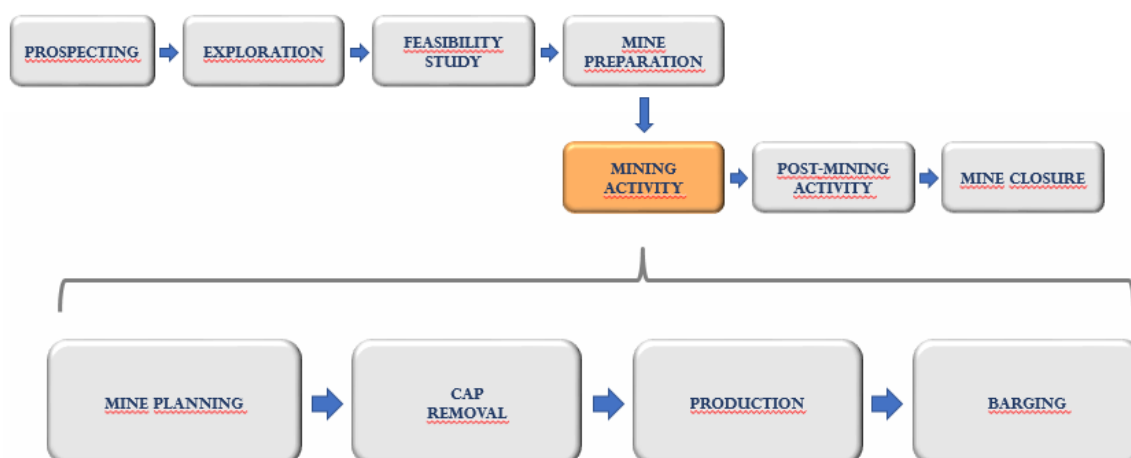 PROSPECTING
EXPLORATION
FEASIBILITY
STUDY
MINE
PREPARATION
MINING
ACTIVITY
POST-MINING
ACTIVITY
MINE CLOSURE
MINE PLANNING
CAP
REMOVAL
PRODUCTION
BARGING